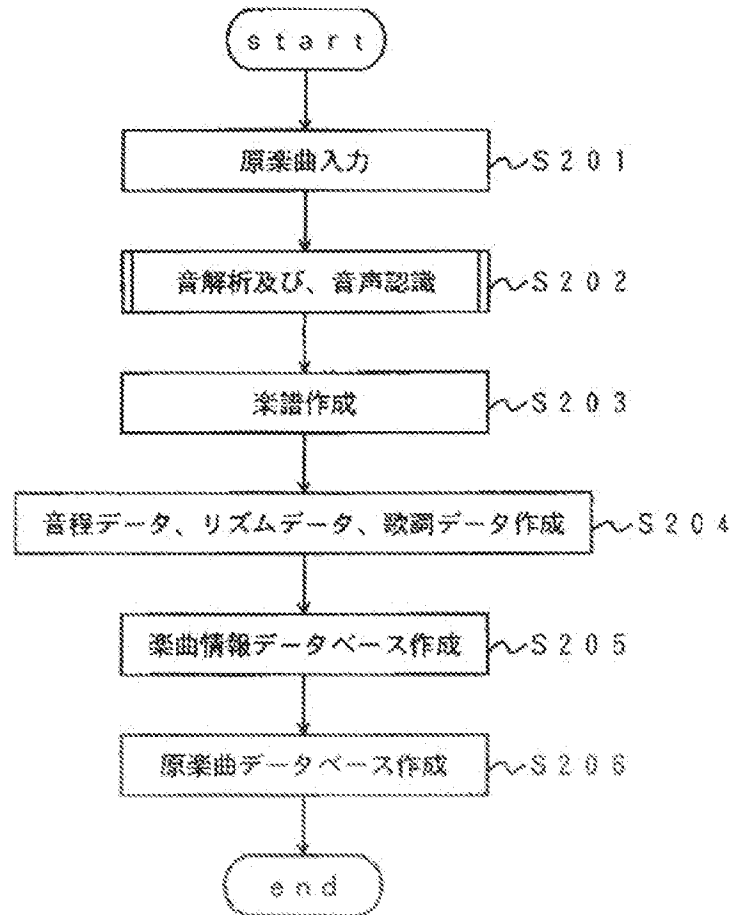 ｓｔａｒｔ
原楽曲入力 Ｓ２０１
音解析及び、音声認識 Ｓ２０２
楽譜作成 Ｓ２０３
音程データ、リズムデータ、歌詞データ作成 Ｓ２０４
楽曲情報データベース作成 Ｓ２０５
原楽曲データベース作成 Ｓ２０６
ｅｎｄ